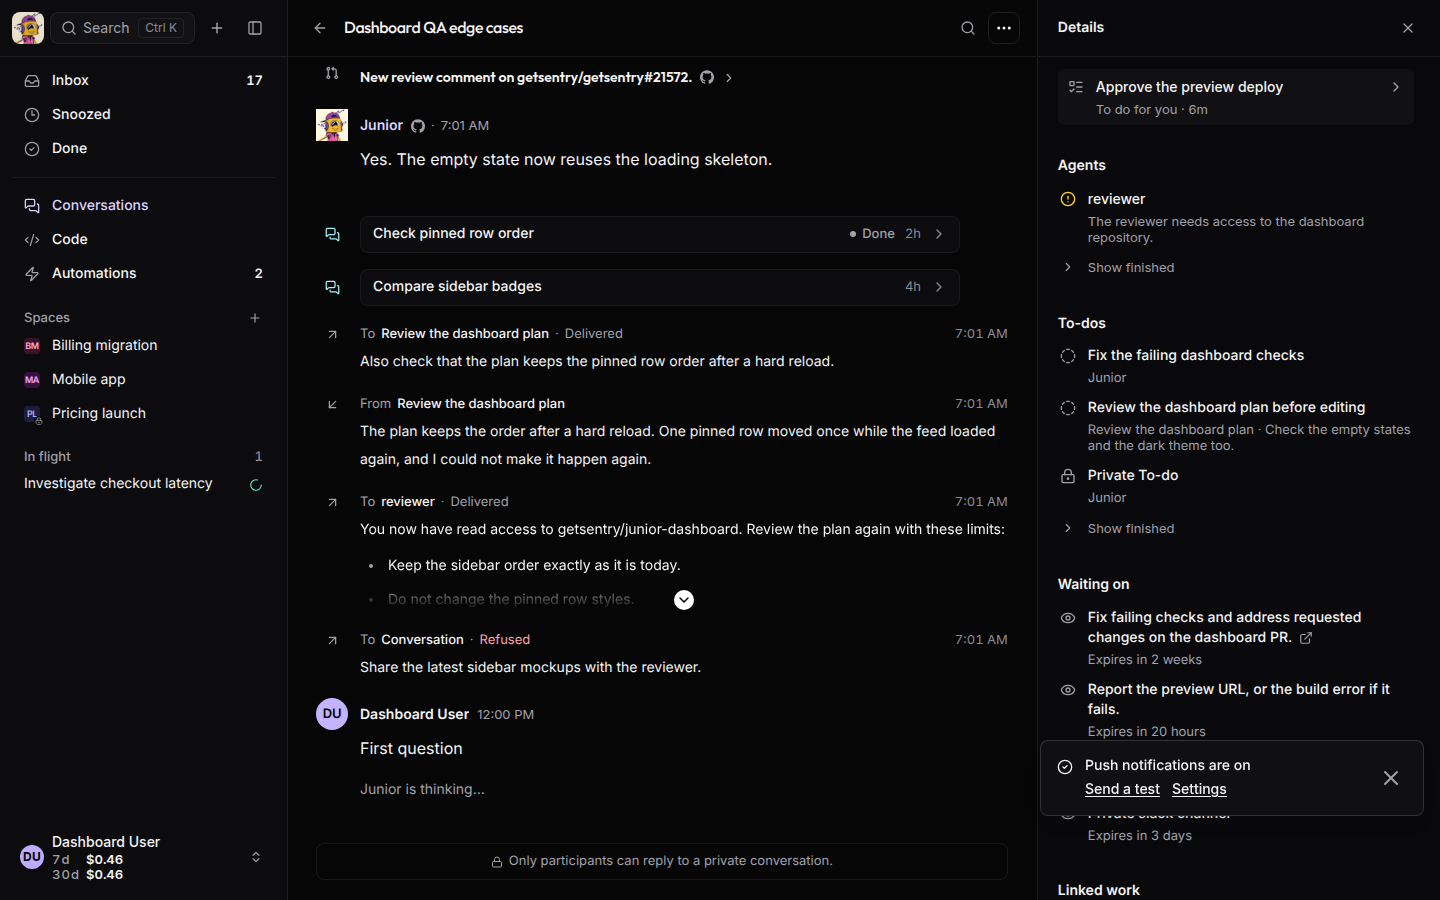 Search Ctrl K
Inbox 17
Snoozed
Done
Conversations
Code
Automations 2
Spaces
BM Billing migration
MA Mobile app
PL Pricing launch
In flight 1
Investigate checkout latency
DU Dashboard User
7d $0.46
30d $0.46
Dashboard QA edge cases
New review comment on getsentry/getsentry#21572.
Junior · 7:01 AM
Yes. The empty state now reuses the loading skeleton.
Check pinned row order Done 2h
Compare sidebar badges 4h
To Review the dashboard plan · Delivered 7:01 AM
Also check that the plan keeps the pinned row order after a hard reload.
From Review the dashboard plan 7:01 AM
The plan keeps the order after a hard reload. One pinned row moved once while the feed loaded
again, and I could not make it happen again.
To reviewer · Delivered 7:01 AM
You now have read access to getsentry/junior-dashboard. Review the plan again with these limits:
• Keep the sidebar order exactly as it is today.
• Do not change the pinned row styles.
To Conversation · Refused 7:01 AM
Share the latest sidebar mockups with the reviewer.
DU Dashboard User 12:00 PM
First question
Junior is thinking...
Only participants can reply to a private conversation.
Details
Approve the preview deploy
To do for you · 6m
Agents
reviewer
The reviewer needs access to the dashboard
repository.
Show finished
To-dos
Fix the failing dashboard checks
Junior
Review the dashboard plan before editing
Review the dashboard plan · Check the empty states
and the dark theme too.
Private To-do
Junior
Show finished
Waiting on
Fix failing checks and address requested
changes on the dashboard PR.
Expires in 2 weeks
Report the preview URL, or the build error if it
fails.
Expires in 20 hours
Push notifications are on
Send a test Settings
Private slack channel
Expires in 3 days
Linked work